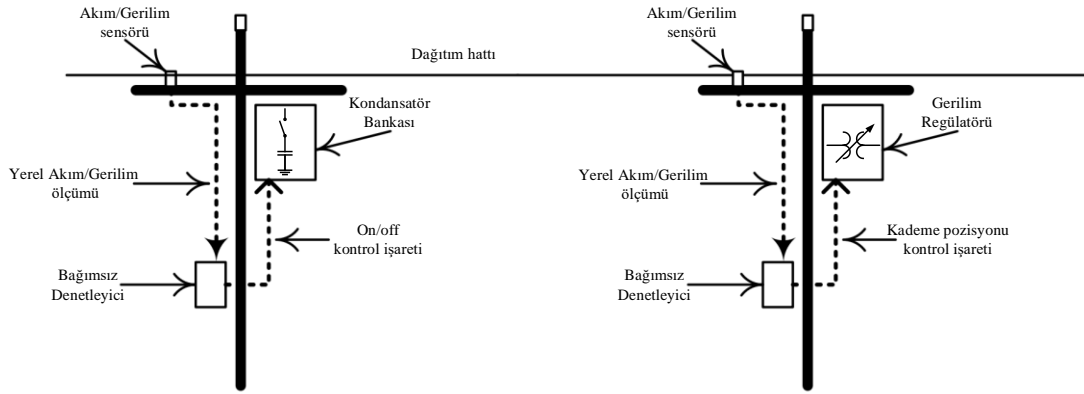 Akım/Gerilim
sensörü
Dağıtım hattı
Kondansatör
Bankası
Yerel Akım/Gerilim
ölçümü
On/off
kontrol işareti
Bağımsız
Denetleyici
Akım/Gerilim
sensörü
Gerilim
Regülatörü
Yerel Akım/Gerilim
ölçümü
Kademe pozisyonu
kontrol işareti
Bağımsız
Denetleyici